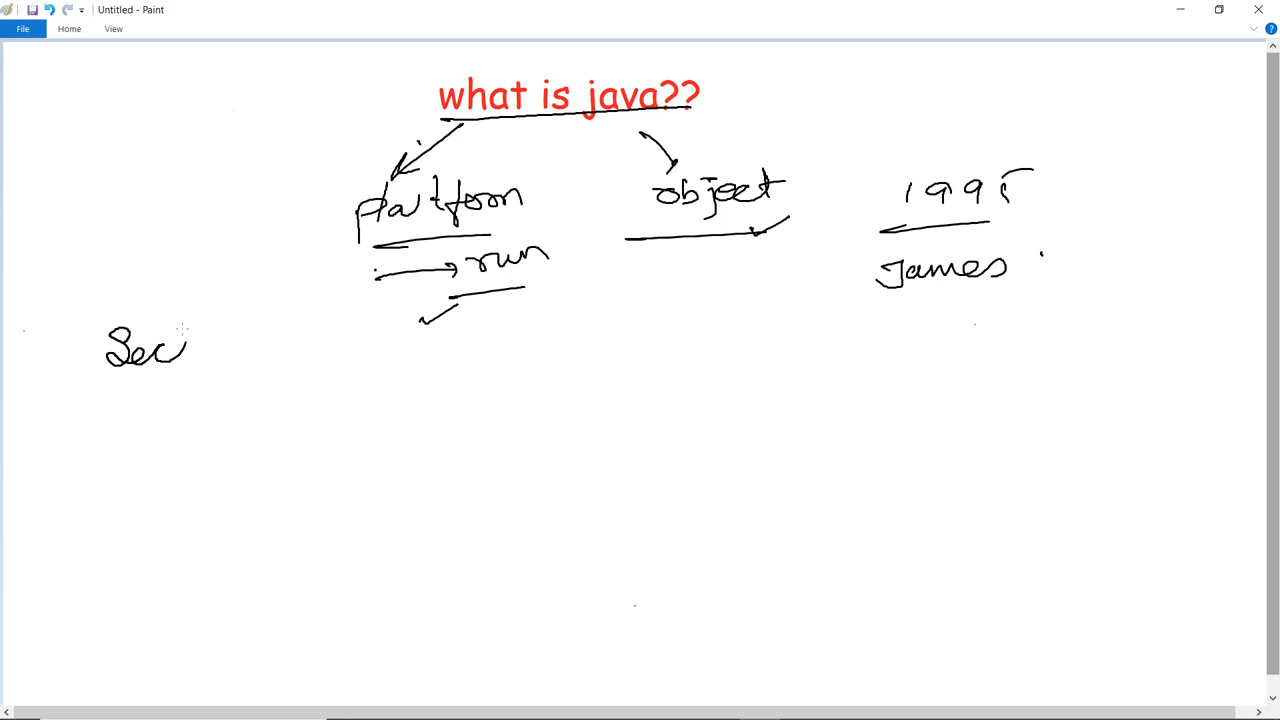 Untitled - Paint
File Home View
what is java??
platform object 1995
run James
Sec